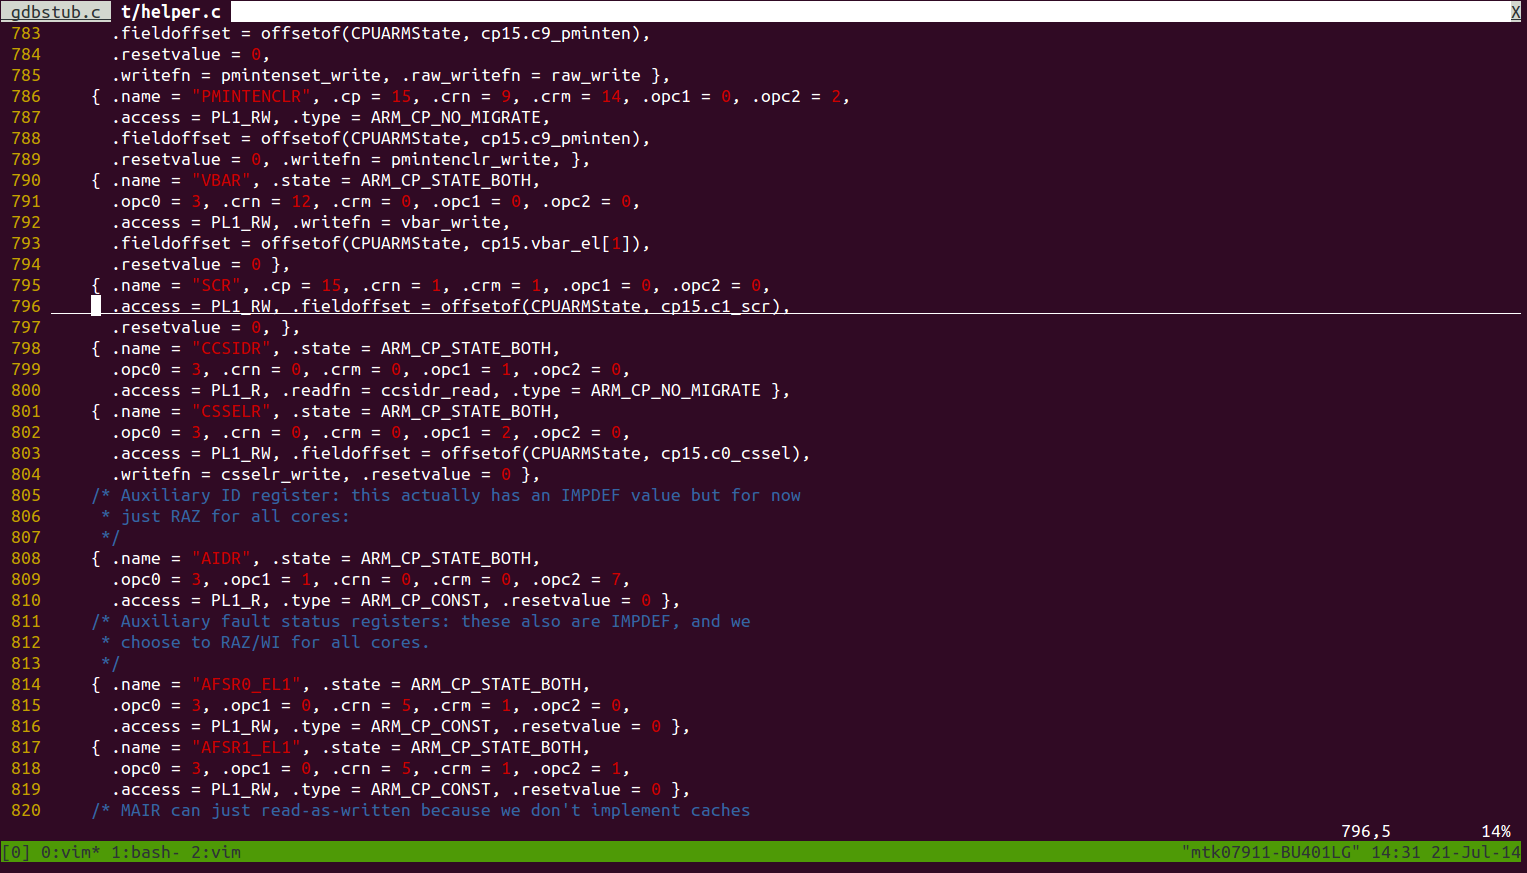 gdbstub.c  t/helper.c  X
783       .fieldoffset = offsetof(CPUARMState, cp15.c9_pminten),
784       .resetvalue = 0,
785       .writefn = pmintenset_write, .raw_writefn = raw_write },
786     { .name = "PMINTENCLR", .cp = 15, .crn = 9, .crm = 14, .opc1 = 0, .opc2 = 2,
787       .access = PL1_RW, .type = ARM_CP_NO_MIGRATE,
788       .fieldoffset = offsetof(CPUARMState, cp15.c9_pminten),
789       .resetvalue = 0, .writefn = pmintenclr_write, },
790     { .name = "VBAR", .state = ARM_CP_STATE_BOTH,
791       .opc0 = 3, .crn = 12, .crm = 0, .opc1 = 0, .opc2 = 0,
792       .access = PL1_RW, .writefn = vbar_write,
793       .fieldoffset = offsetof(CPUARMState, cp15.vbar_el[1]),
794       .resetvalue = 0 },
795     { .name = "SCR", .cp = 15, .crn = 1, .crm = 1, .opc1 = 0, .opc2 = 0,
796       .access = PL1_RW, .fieldoffset = offsetof(CPUARMState, cp15.c1_scr),
797       .resetvalue = 0, },
798     { .name = "CCSIDR", .state = ARM_CP_STATE_BOTH,
799       .opc0 = 3, .crn = 0, .crm = 0, .opc1 = 1, .opc2 = 0,
800       .access = PL1_R, .readfn = ccsidr_read, .type = ARM_CP_NO_MIGRATE },
801     { .name = "CSSELR", .state = ARM_CP_STATE_BOTH,
802       .opc0 = 3, .crn = 0, .crm = 0, .opc1 = 2, .opc2 = 0,
803       .access = PL1_RW, .fieldoffset = offsetof(CPUARMState, cp15.c0_cssel),
804       .writefn = csselr_write, .resetvalue = 0 },
805     /* Auxiliary ID register: this actually has an IMPDEF value but for now
806      * just RAZ for all cores:
807      */
808     { .name = "AIDR", .state = ARM_CP_STATE_BOTH,
809       .opc0 = 3, .opc1 = 1, .crn = 0, .crm = 0, .opc2 = 7,
810       .access = PL1_R, .type = ARM_CP_CONST, .resetvalue = 0 },
811     /* Auxiliary fault status registers: these also are IMPDEF, and we
812      * choose to RAZ/WI for all cores.
813      */
814     { .name = "AFSR0_EL1", .state = ARM_CP_STATE_BOTH,
815       .opc0 = 3, .opc1 = 0, .crn = 5, .crm = 1, .opc2 = 0,
816       .access = PL1_RW, .type = ARM_CP_CONST, .resetvalue = 0 },
817     { .name = "AFSR1_EL1", .state = ARM_CP_STATE_BOTH,
818       .opc0 = 3, .opc1 = 0, .crn = 5, .crm = 1, .opc2 = 1,
819       .access = PL1_RW, .type = ARM_CP_CONST, .resetvalue = 0 },
820     /* MAIR can just read-as-written because we don't implement caches
796,5         14%
[0] 0:vim* 1:bash- 2:vim  "mtk07911-BU401LG" 14:31 21-Jul-14